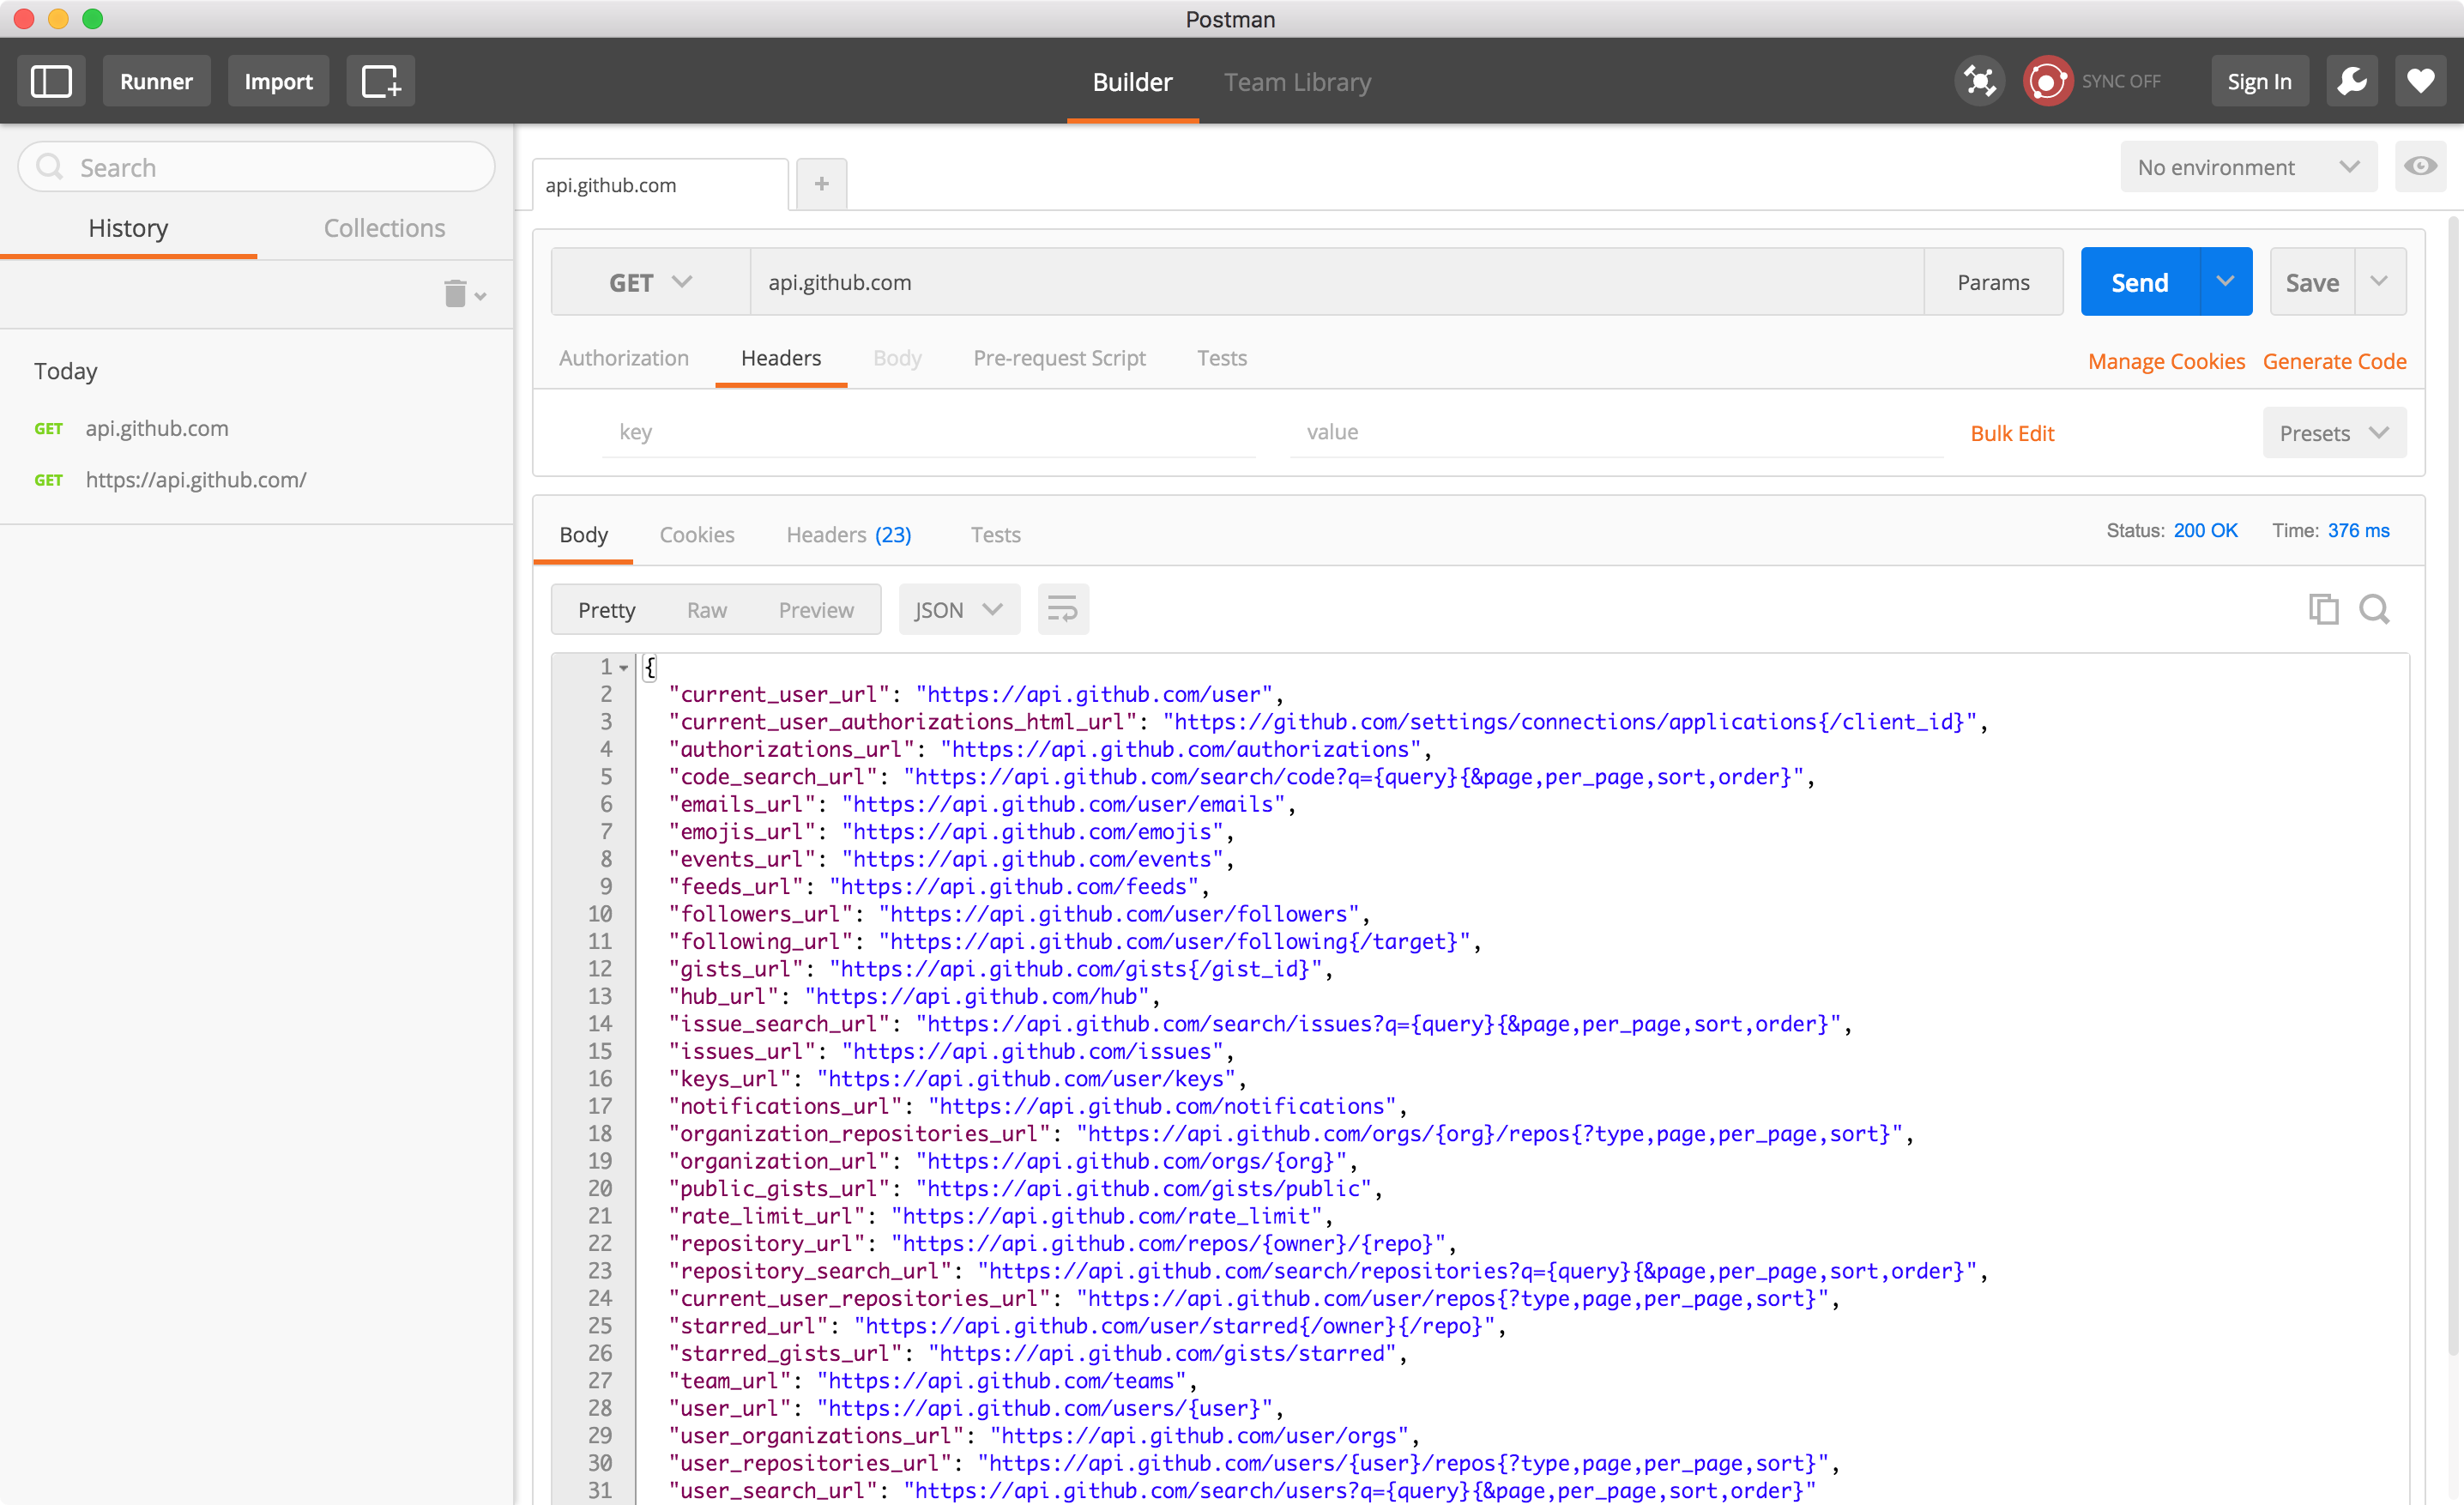 Postman
Runner Import Builder Team Library SYNC OFF Sign In
Search
History Collections
Today
GET api.github.com
GET https://api.github.com/
api.github.com +
No environment
GET api.github.com Params Send Save
Authorization Headers Body Pre-request Script Tests Manage Cookies Generate Code
key value Bulk Edit Presets
Body Cookies Headers (23) Tests Status: 200 OK Time: 376 ms
Pretty Raw Preview JSON
1 {
2 "current_user_url": "https://api.github.com/user",
3 "current_user_authorizations_html_url": "https://github.com/settings/connections/applications{/client_id}",
4 "authorizations_url": "https://api.github.com/authorizations",
5 "code_search_url": "https://api.github.com/search/code?q={query}{&page,per_page,sort,order}",
6 "emails_url": "https://api.github.com/user/emails",
7 "emojis_url": "https://api.github.com/emojis",
8 "events_url": "https://api.github.com/events",
9 "feeds_url": "https://api.github.com/feeds",
10 "followers_url": "https://api.github.com/user/followers",
11 "following_url": "https://api.github.com/user/following{/target}",
12 "gists_url": "https://api.github.com/gists{/gist_id}",
13 "hub_url": "https://api.github.com/hub",
14 "issue_search_url": "https://api.github.com/search/issues?q={query}{&page,per_page,sort,order}",
15 "issues_url": "https://api.github.com/issues",
16 "keys_url": "https://api.github.com/user/keys",
17 "notifications_url": "https://api.github.com/notifications",
18 "organization_repositories_url": "https://api.github.com/orgs/{org}/repos{?type,page,per_page,sort}",
19 "organization_url": "https://api.github.com/orgs/{org}",
20 "public_gists_url": "https://api.github.com/gists/public",
21 "rate_limit_url": "https://api.github.com/rate_limit",
22 "repository_url": "https://api.github.com/repos/{owner}/{repo}",
23 "repository_search_url": "https://api.github.com/search/repositories?q={query}{&page,per_page,sort,order}",
24 "current_user_repositories_url": "https://api.github.com/user/repos{?type,page,per_page,sort}",
25 "starred_url": "https://api.github.com/user/starred{/owner}{/repo}",
26 "starred_gists_url": "https://api.github.com/gists/starred",
27 "team_url": "https://api.github.com/teams",
28 "user_url": "https://api.github.com/users/{user}",
29 "user_organizations_url": "https://api.github.com/user/orgs",
30 "user_repositories_url": "https://api.github.com/users/{user}/repos{?type,page,per_page,sort}",
31 "user_search_url": "https://api.github.com/search/users?q={query}{&page,per_page,sort,order}"